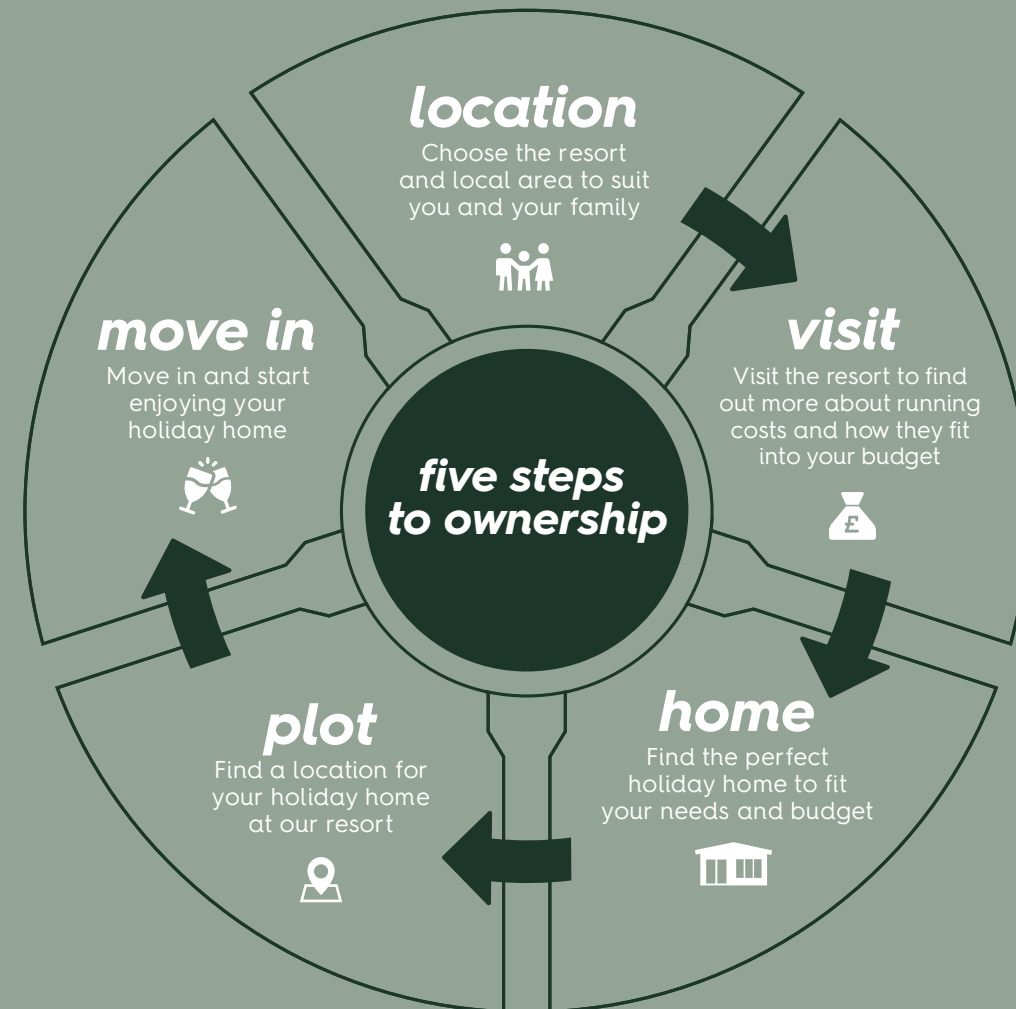 five steps
to ownership
location
Choose the resort
and local area to suit
you and your family
visit
Visit the resort to find
out more about running
costs and how they fit
into your budget
£
home
Find the perfect
holiday home to fit
your needs and budget
plot
Find a location for
your holiday home
at our resort
move in
Move in and start
enjoying your
holiday home